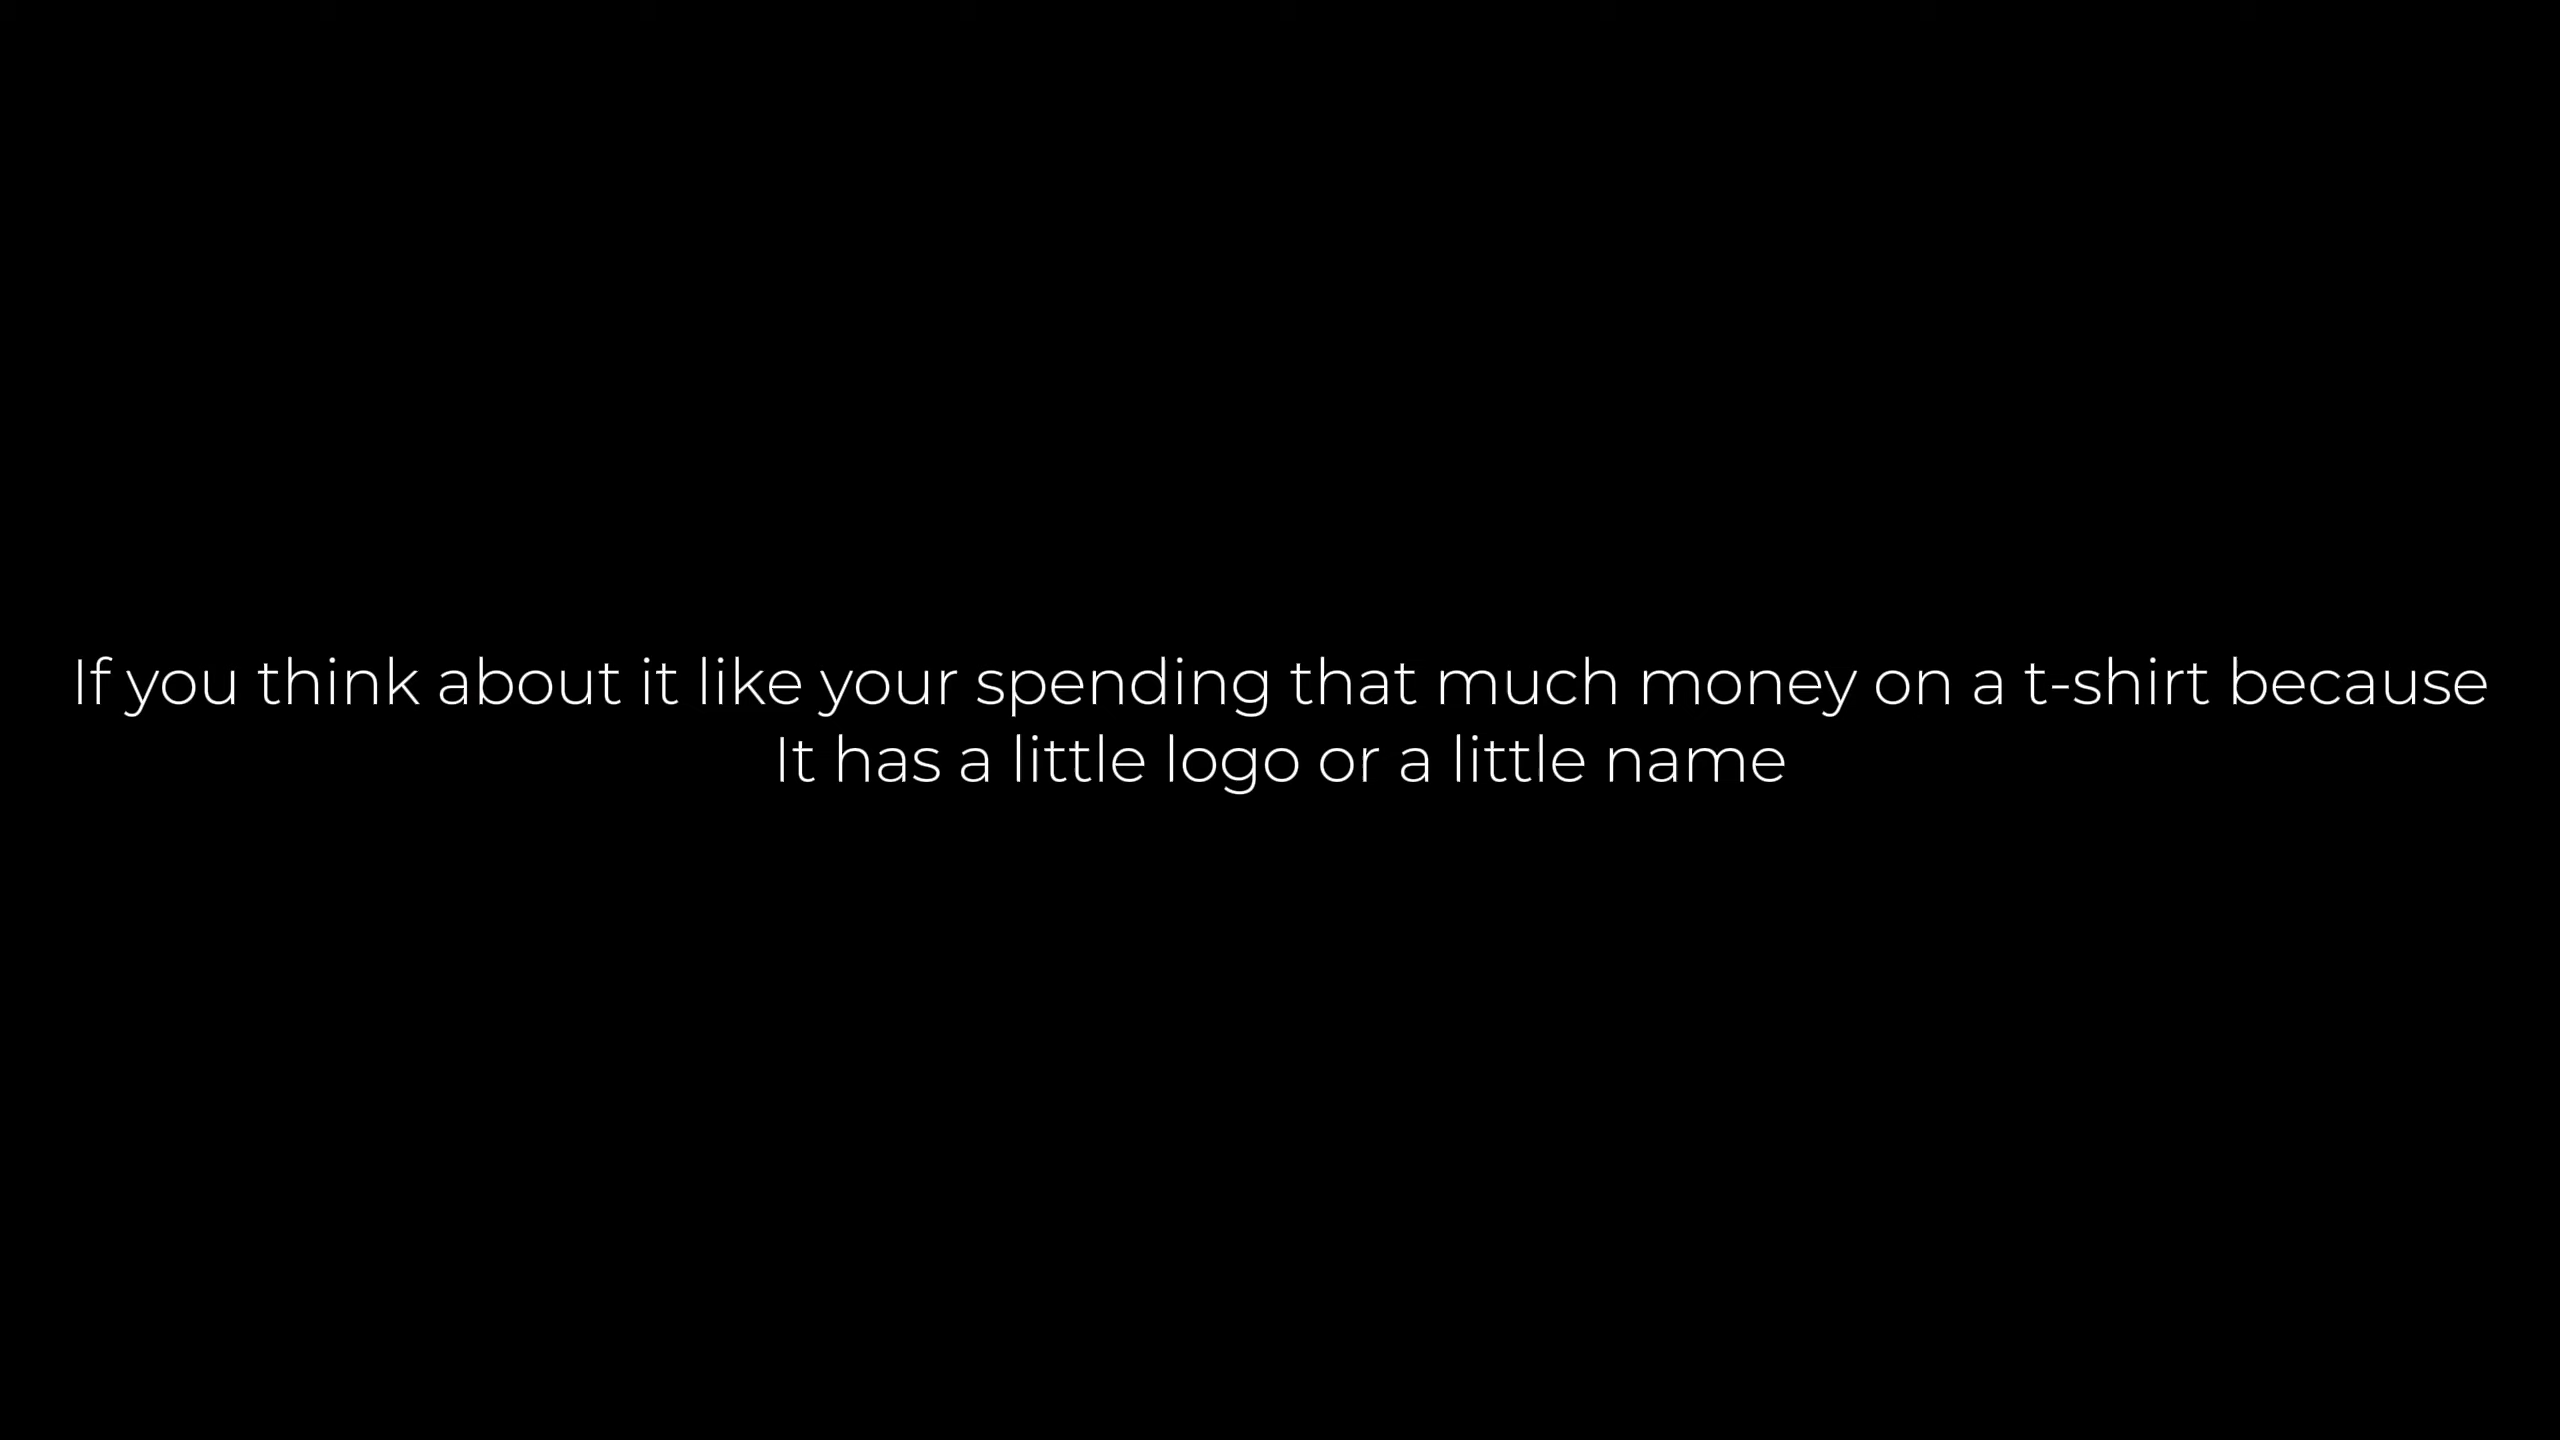 If you think about it like your spending that much money on a t-shirt because
It has a little logo or a little name